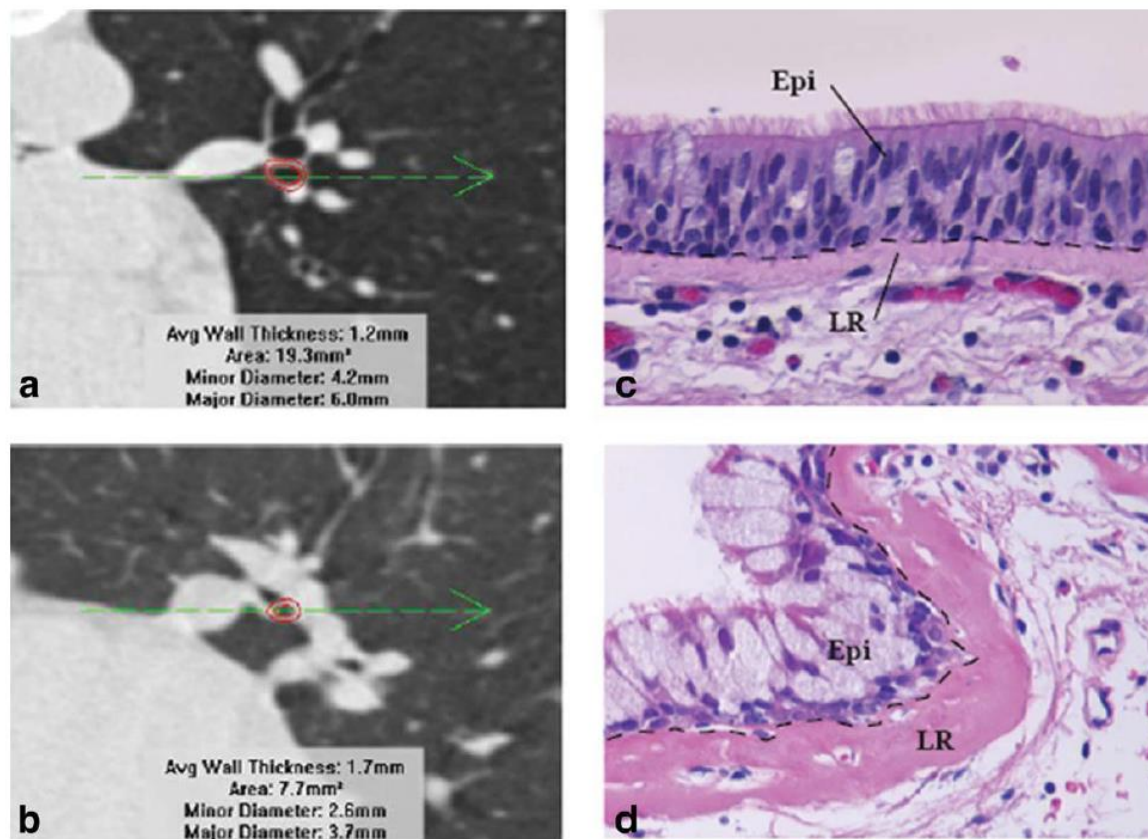 Avg Wall Thickness: 1.2mm
Area: 19.3mm²
Minor Diameter: 4.2mm
Major Diameter: 6.0mm
a
Epi
LR
c
Avg Wall Thickness: 1.7mm
Area: 7.7mm²
Minor Diameter: 2.6mm
Major Diameter: 3.7mm
b
Epi
LR
d